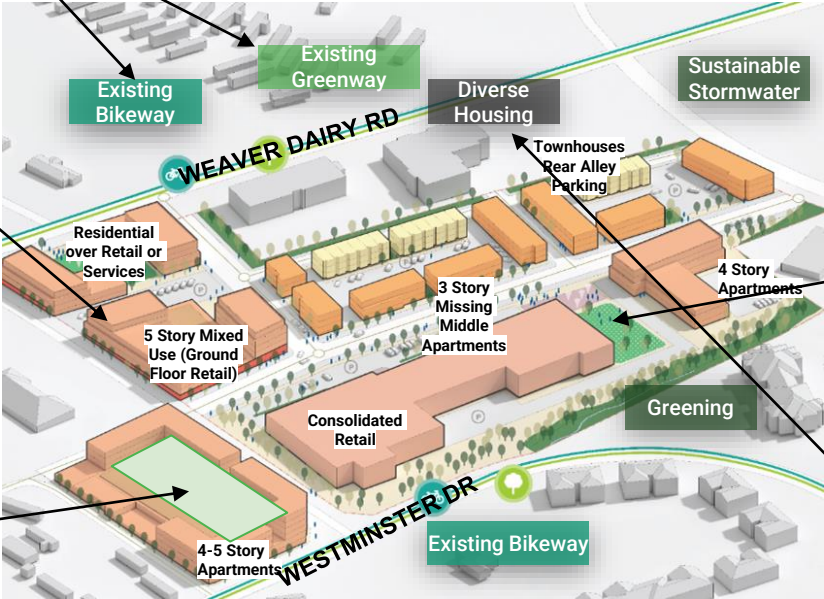 Existing
Greenway
Existing
Bikeway
Diverse
Housing
Sustainable
Stormwater
WEAVER DAIRY RD
Townhouses
Rear Alley
Parking
Residential
over Retail or
Services
4 Story
Apartments
3 Story
Missing
Middle
Apartments
5 Story Mixed
Use (Ground
Floor Retail)
Consolidated
Retail
Greening
WESTMINSTER DR
Existing Bikeway
4-5 Story
Apartments
P
P
P
P
P